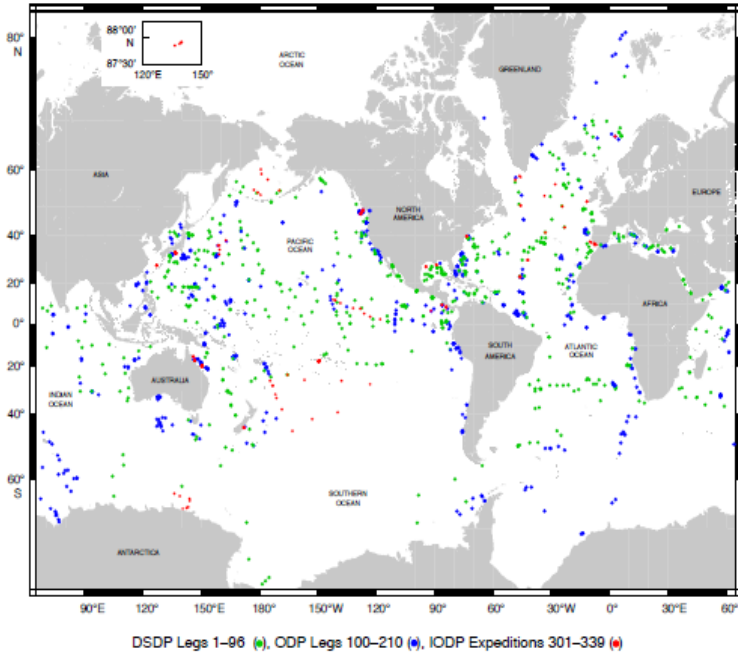 80°
N
88°00'
N
87°30'
120°E
150°
ARCTIC
OCEAN
GREENLAND
60°
ASIA
NORTH
AMERICA
EUROPE
40°
PACIFIC
OCEAN
20°
AFRICA
0°
SOUTH
AMERICA
ATLANTIC
OCEAN
20°
AUSTRALIA
INDIAN
OCEAN
40°
60°
S
SOUTHERN
OCEAN
ANTARCTICA
90°E 120° 150°E 180° 150°W 120° 90° 60° 30°W 0° 30° 60°E
DSDP Legs 1–96 (•), ODP Legs 100–210 (•), IODP Expeditions 301–339 (•)